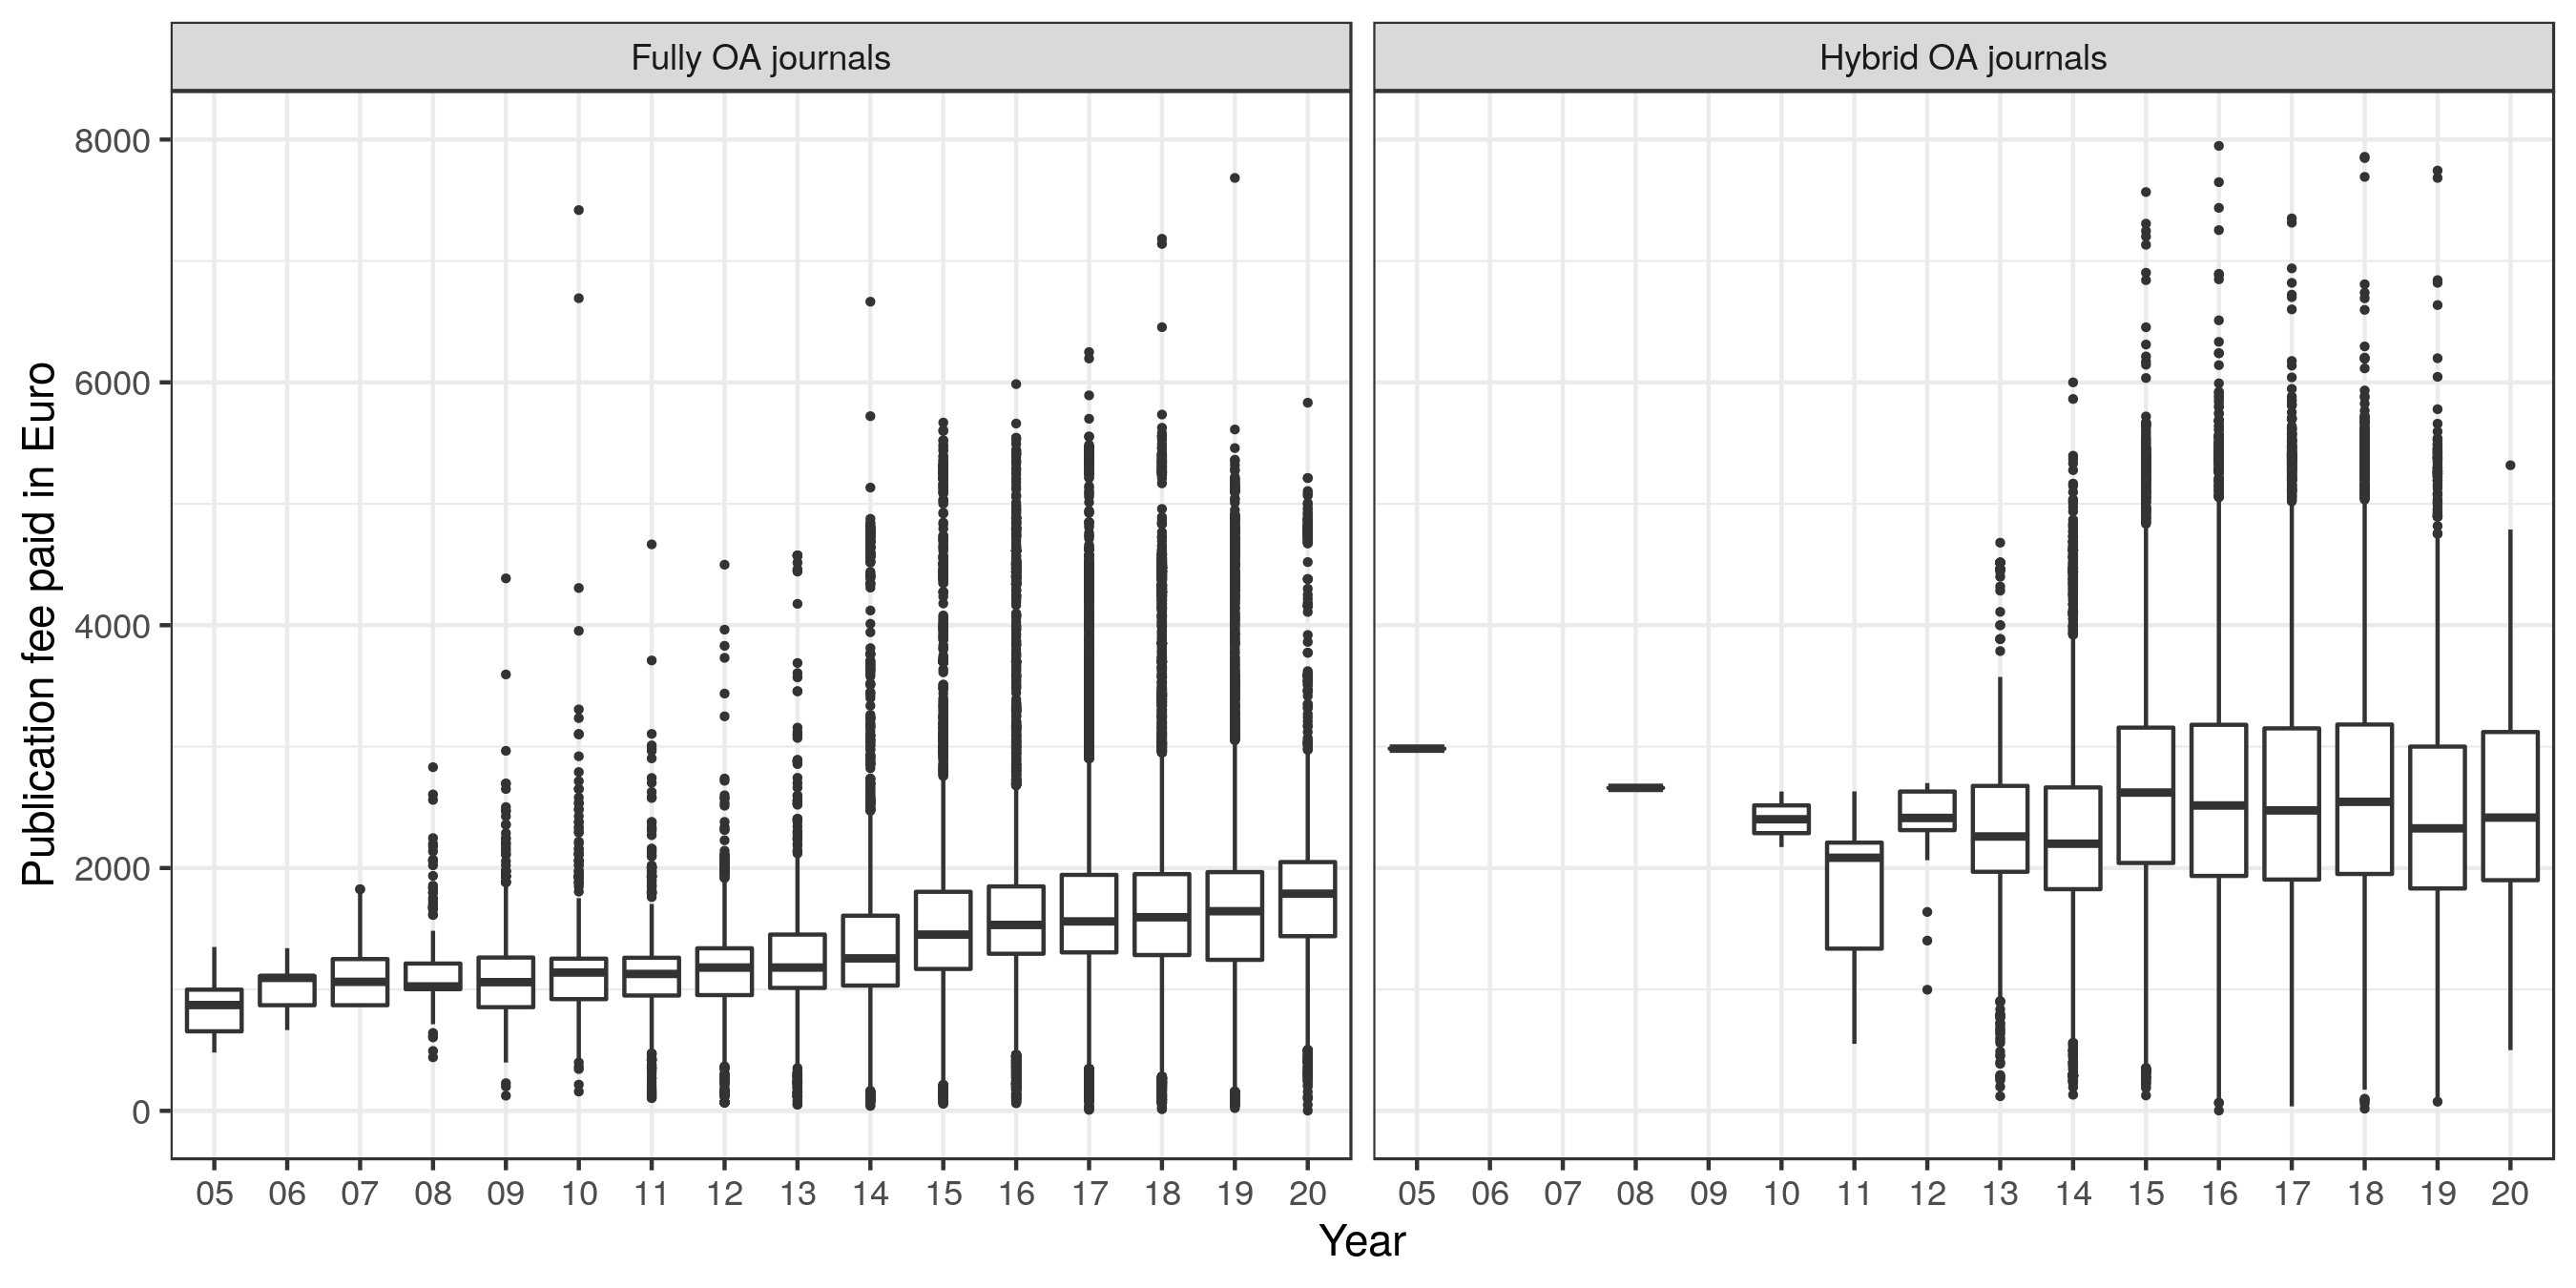 Fully OA journals
Hybrid OA journals
Publication fee paid in Euro
8000
6000
4000
2000
0
05 06 07 08 09 10 11 12 13 14 15 16 17 18 19 20
05 06 07 08 09 10 11 12 13 14 15 16 17 18 19 20
Year